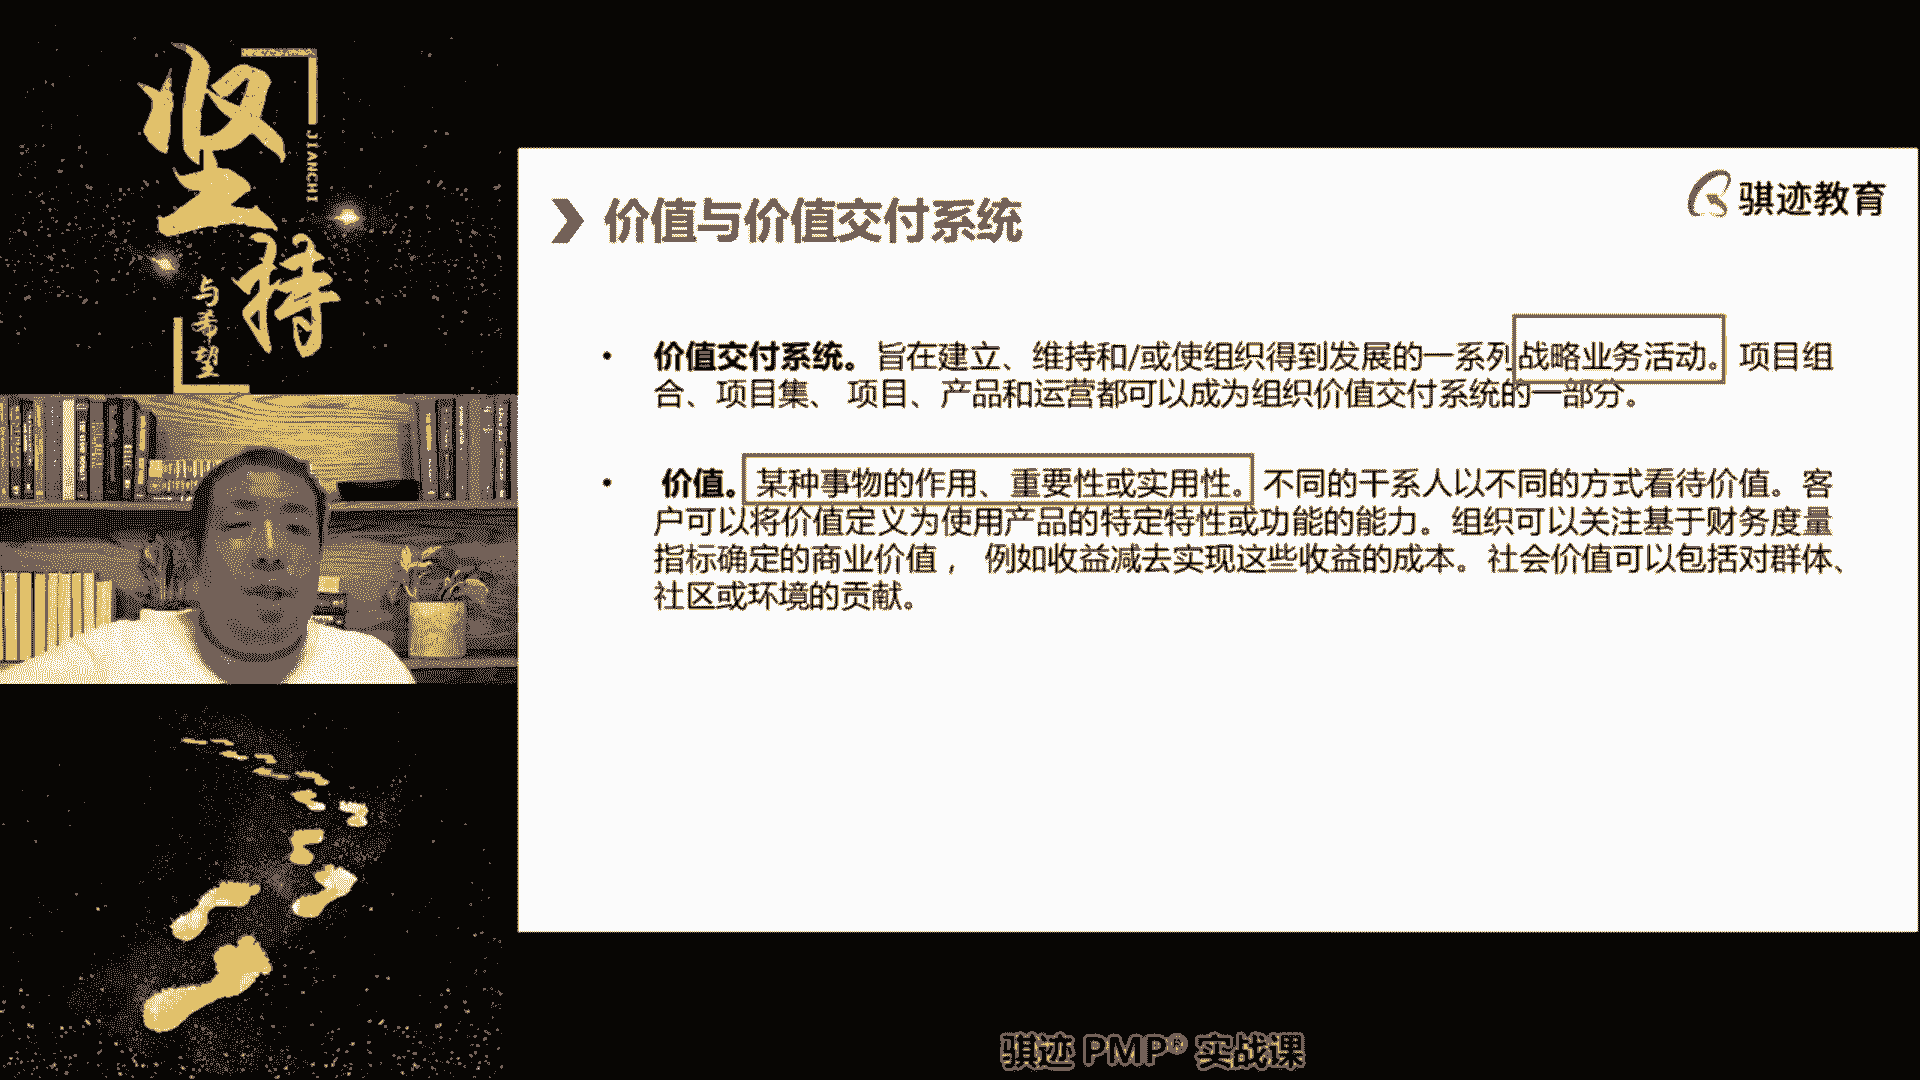 坚持
JIANCHI
与希望
骐迹教育
价值与价值交付系统
• 价值交付系统。旨在建立、维持和/或使组织得到发展的一系列战略业务活动。 项目组
合、项目集、 项目、产品和运营都可以成为组织价值交付系统的一部分。
• 价值。某种事物的作用、重要性或实用性。不同的干系人以不同的方式看待价值。客
户可以将价值定义为使用产品的特定特性或功能的能力。组织可以关注基于财务度量
指标确定的商业价值， 例如收益减去实现这些收益的成本。社会价值可以包括对群体、
社区或环境的贡献。
骐迹 PMP® 实战课